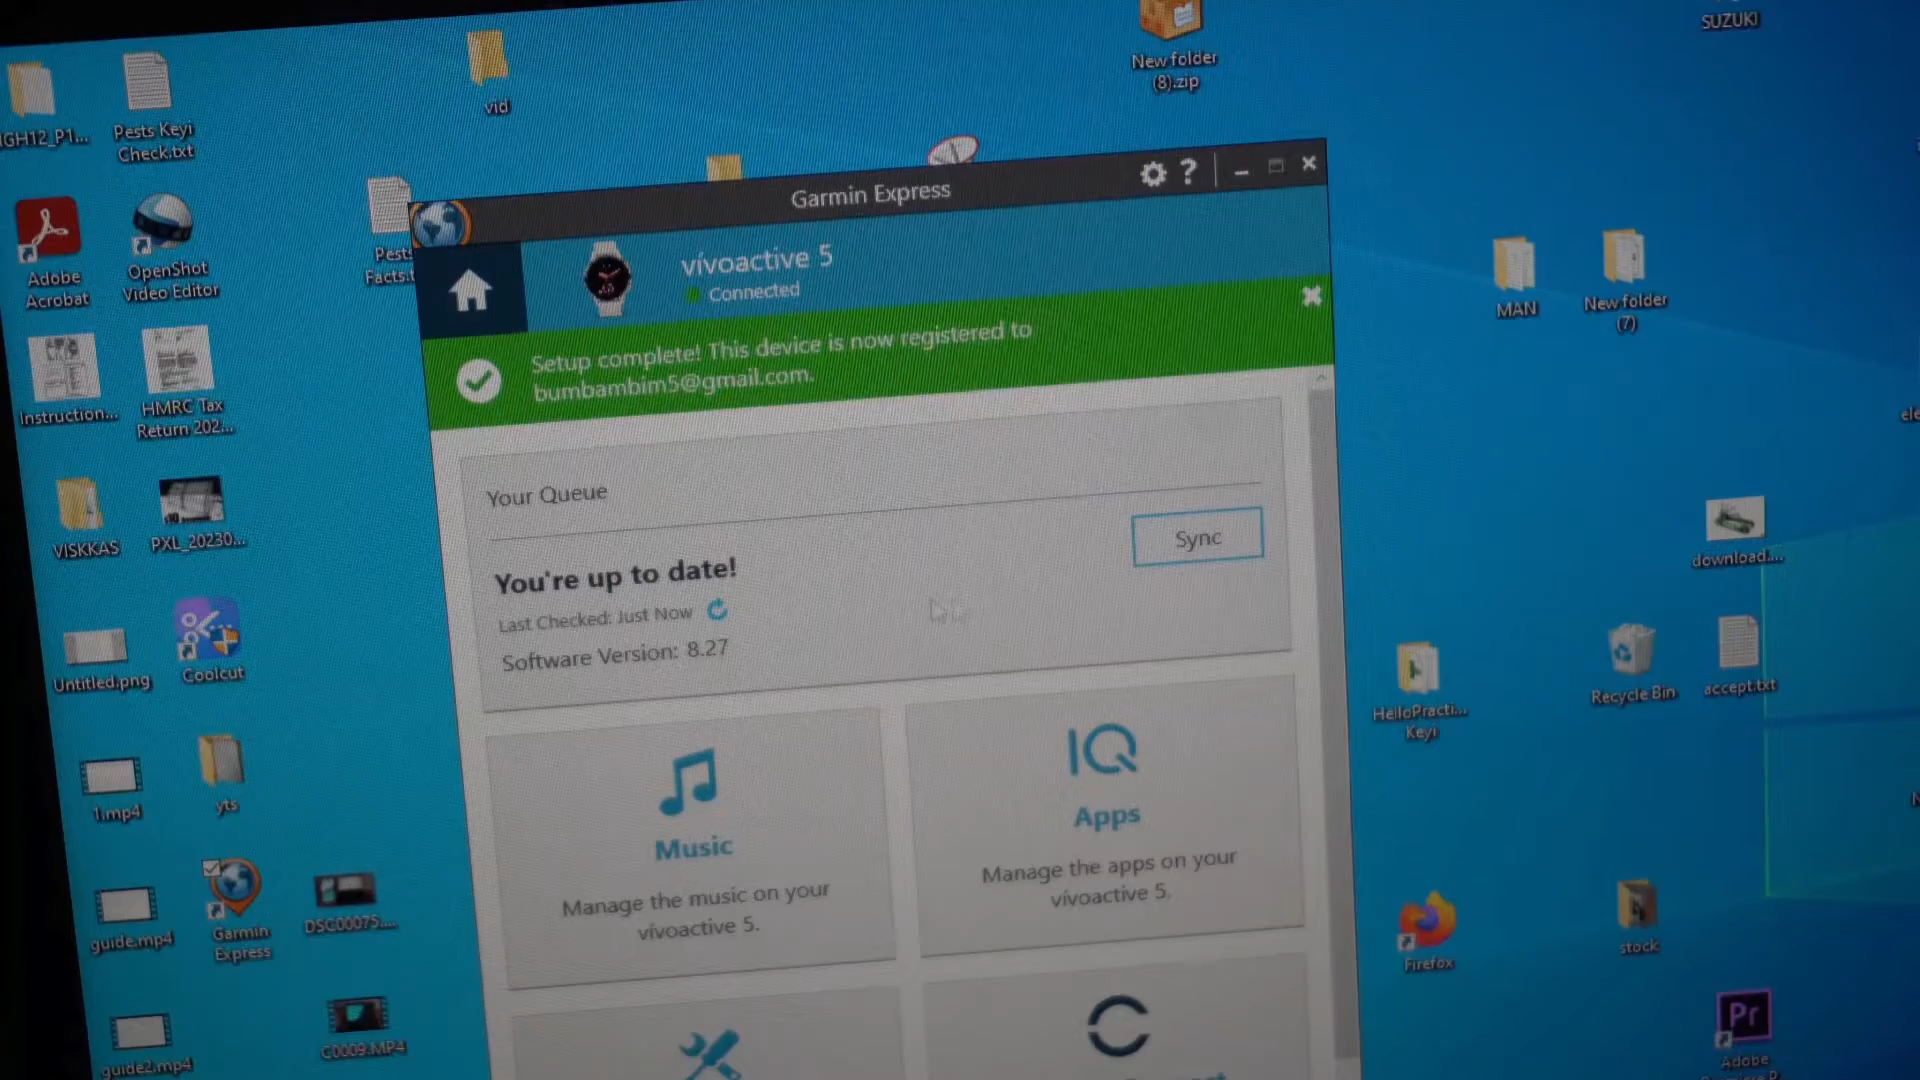 SUZUKI
New folder
(8).zip
vid
Pests Keyi
Check.txt
Adobe
Acrobat
OpenShot
Video Editor
Pests
Garmin Express
?
vívoactive 5
Connected
Setup complete! This device is now registered to
bumbambim5@gmail.com.
Your Queue
Sync
You're up to date!
Last Checked: Just Now
Software Version: 8.27
Music
Manage the music on your
vívoactive 5.
IQ
Apps
Manage the apps on your
vívoactive 5.
Instruction...
HMRC Tax
Return 202...
VISKKAS
PXL_20230...
Untitled.png
Coolcut
1.mp4
yts
guide.mp4
Garmin
Express
DSC00075....
guide2.mp4
C0009.MP4
MAN
New folder
(7)
download....
HelloPracti...
Keyi
Recycle Bin
accept.txt
Firefox
stock
Pr
Adobe